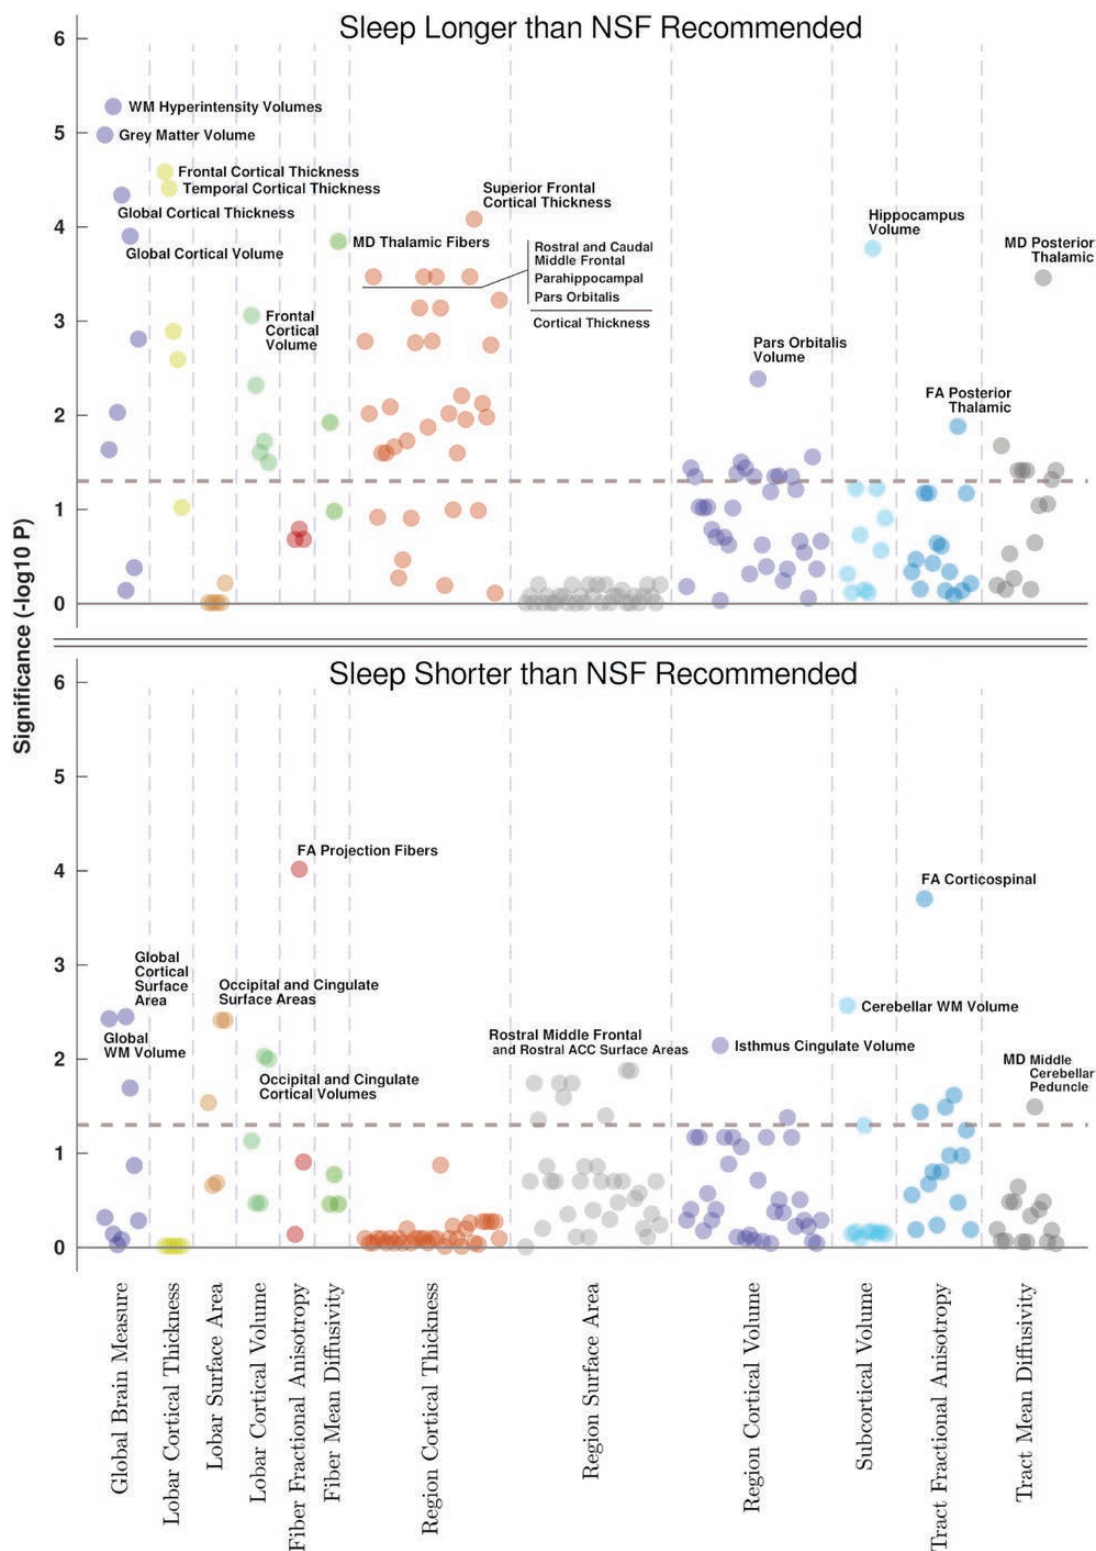 Sleep Longer than NSF Recommended
6
5
4
3
2
1
0
WM Hyperintensity Volumes
Grey Matter Volume
Frontal Cortical Thickness
Temporal Cortical Thickness
Global Cortical Thickness
Global Cortical Volume
MD Thalamic Fibers
Frontal
Cortical
Volume
Superior Frontal
Cortical Thickness
Rostral and Caudal
Middle Frontal
Parahippocampal
Pars Orbitalis
Cortical Thickness
Pars Orbitalis
Volume
Hippocampus
Volume
FA Posterior
Thalamic
MD Posterior
Thalamic
Significance (-log10 P)
Sleep Shorter than NSF Recommended
6
5
4
3
2
1
0
FA Projection Fibers
Global
Cortical
Surface
Area
Global
WM Volume
Occipital and Cingulate
Surface Areas
Occipital and Cingulate
Cortical Volumes
Rostral Middle Frontal
and Rostral ACC Surface Areas
Isthmus Cingulate Volume
FA Corticospinal
Cerebellar WM Volume
MD Middle
Cerebellar
Peduncle
Global Brain Measure
Lobar Cortical Thickness
Lobar Surface Area
Lobar Cortical Volume
Fiber Fractional Anisotropy
Fiber Mean Diffusivity
Region Cortical Thickness
Region Surface Area
Region Cortical Volume
Subcortical Volume
Tract Fractional Anisotropy
Tract Mean Diffusivity